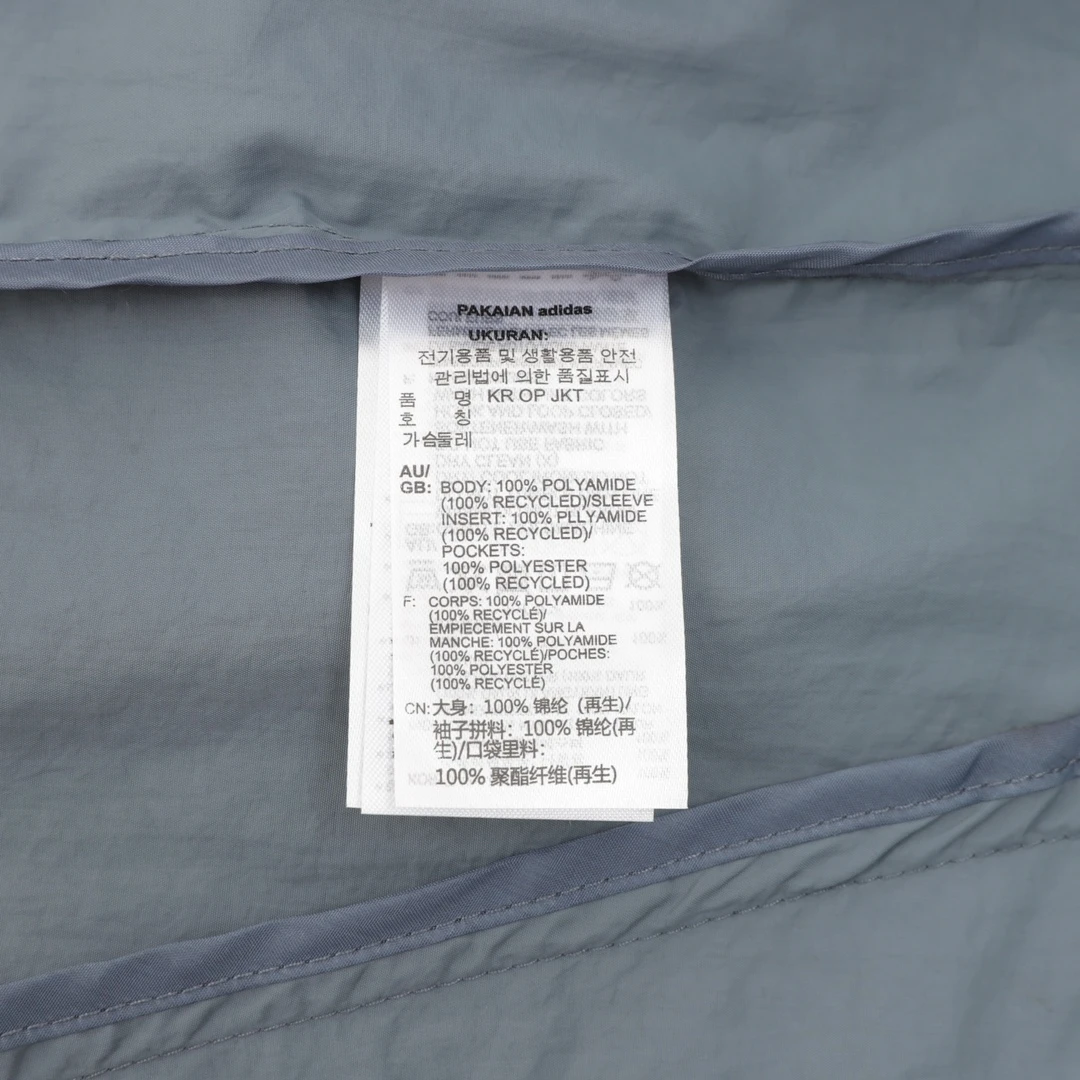 PAKAIAN adidas
UKURAN:
전기용품 및 생활용품 안전
관리법에 의한 품질표시
품 명 KR OP JKT
호 칭
가슴둘레
AU/
GB: BODY: 100% POLYAMIDE
(100% RECYCLED)/SLEEVE
INSERT: 100% PLLYAMIDE
(100% RECYCLED)/
POCKETS:
100% POLYESTER
(100% RECYCLED)
F: CORPS: 100% POLYAMIDE
(100% RECYCLÉ)/
EMPIECEMENT SUR LA
MANCHE: 100% POLYAMIDE
(100% RECYCLÉ)/POCHES:
100% POLYESTER
(100% RECYCLÉ)
CN: 大身：100% 锦纶 (再生)/
袖子拼料：100% 锦纶(再
生)/口袋里料：
100% 聚酯纤维(再生)